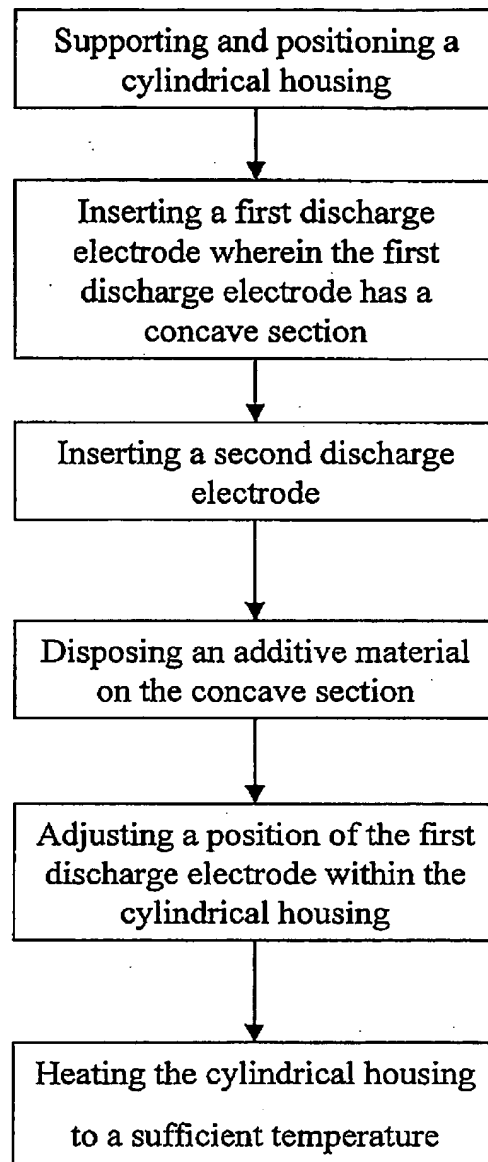 Supporting and positioning a
cylindrical housing
Inserting a first discharge
electrode wherein the first
discharge electrode has a
concave section
Inserting a second discharge
electrode
Disposing an additive material
on the concave section
Adjusting a position of the first
discharge electrode within the
cylindrical housing
Heating the cylindrical housing
to a sufficient temperature